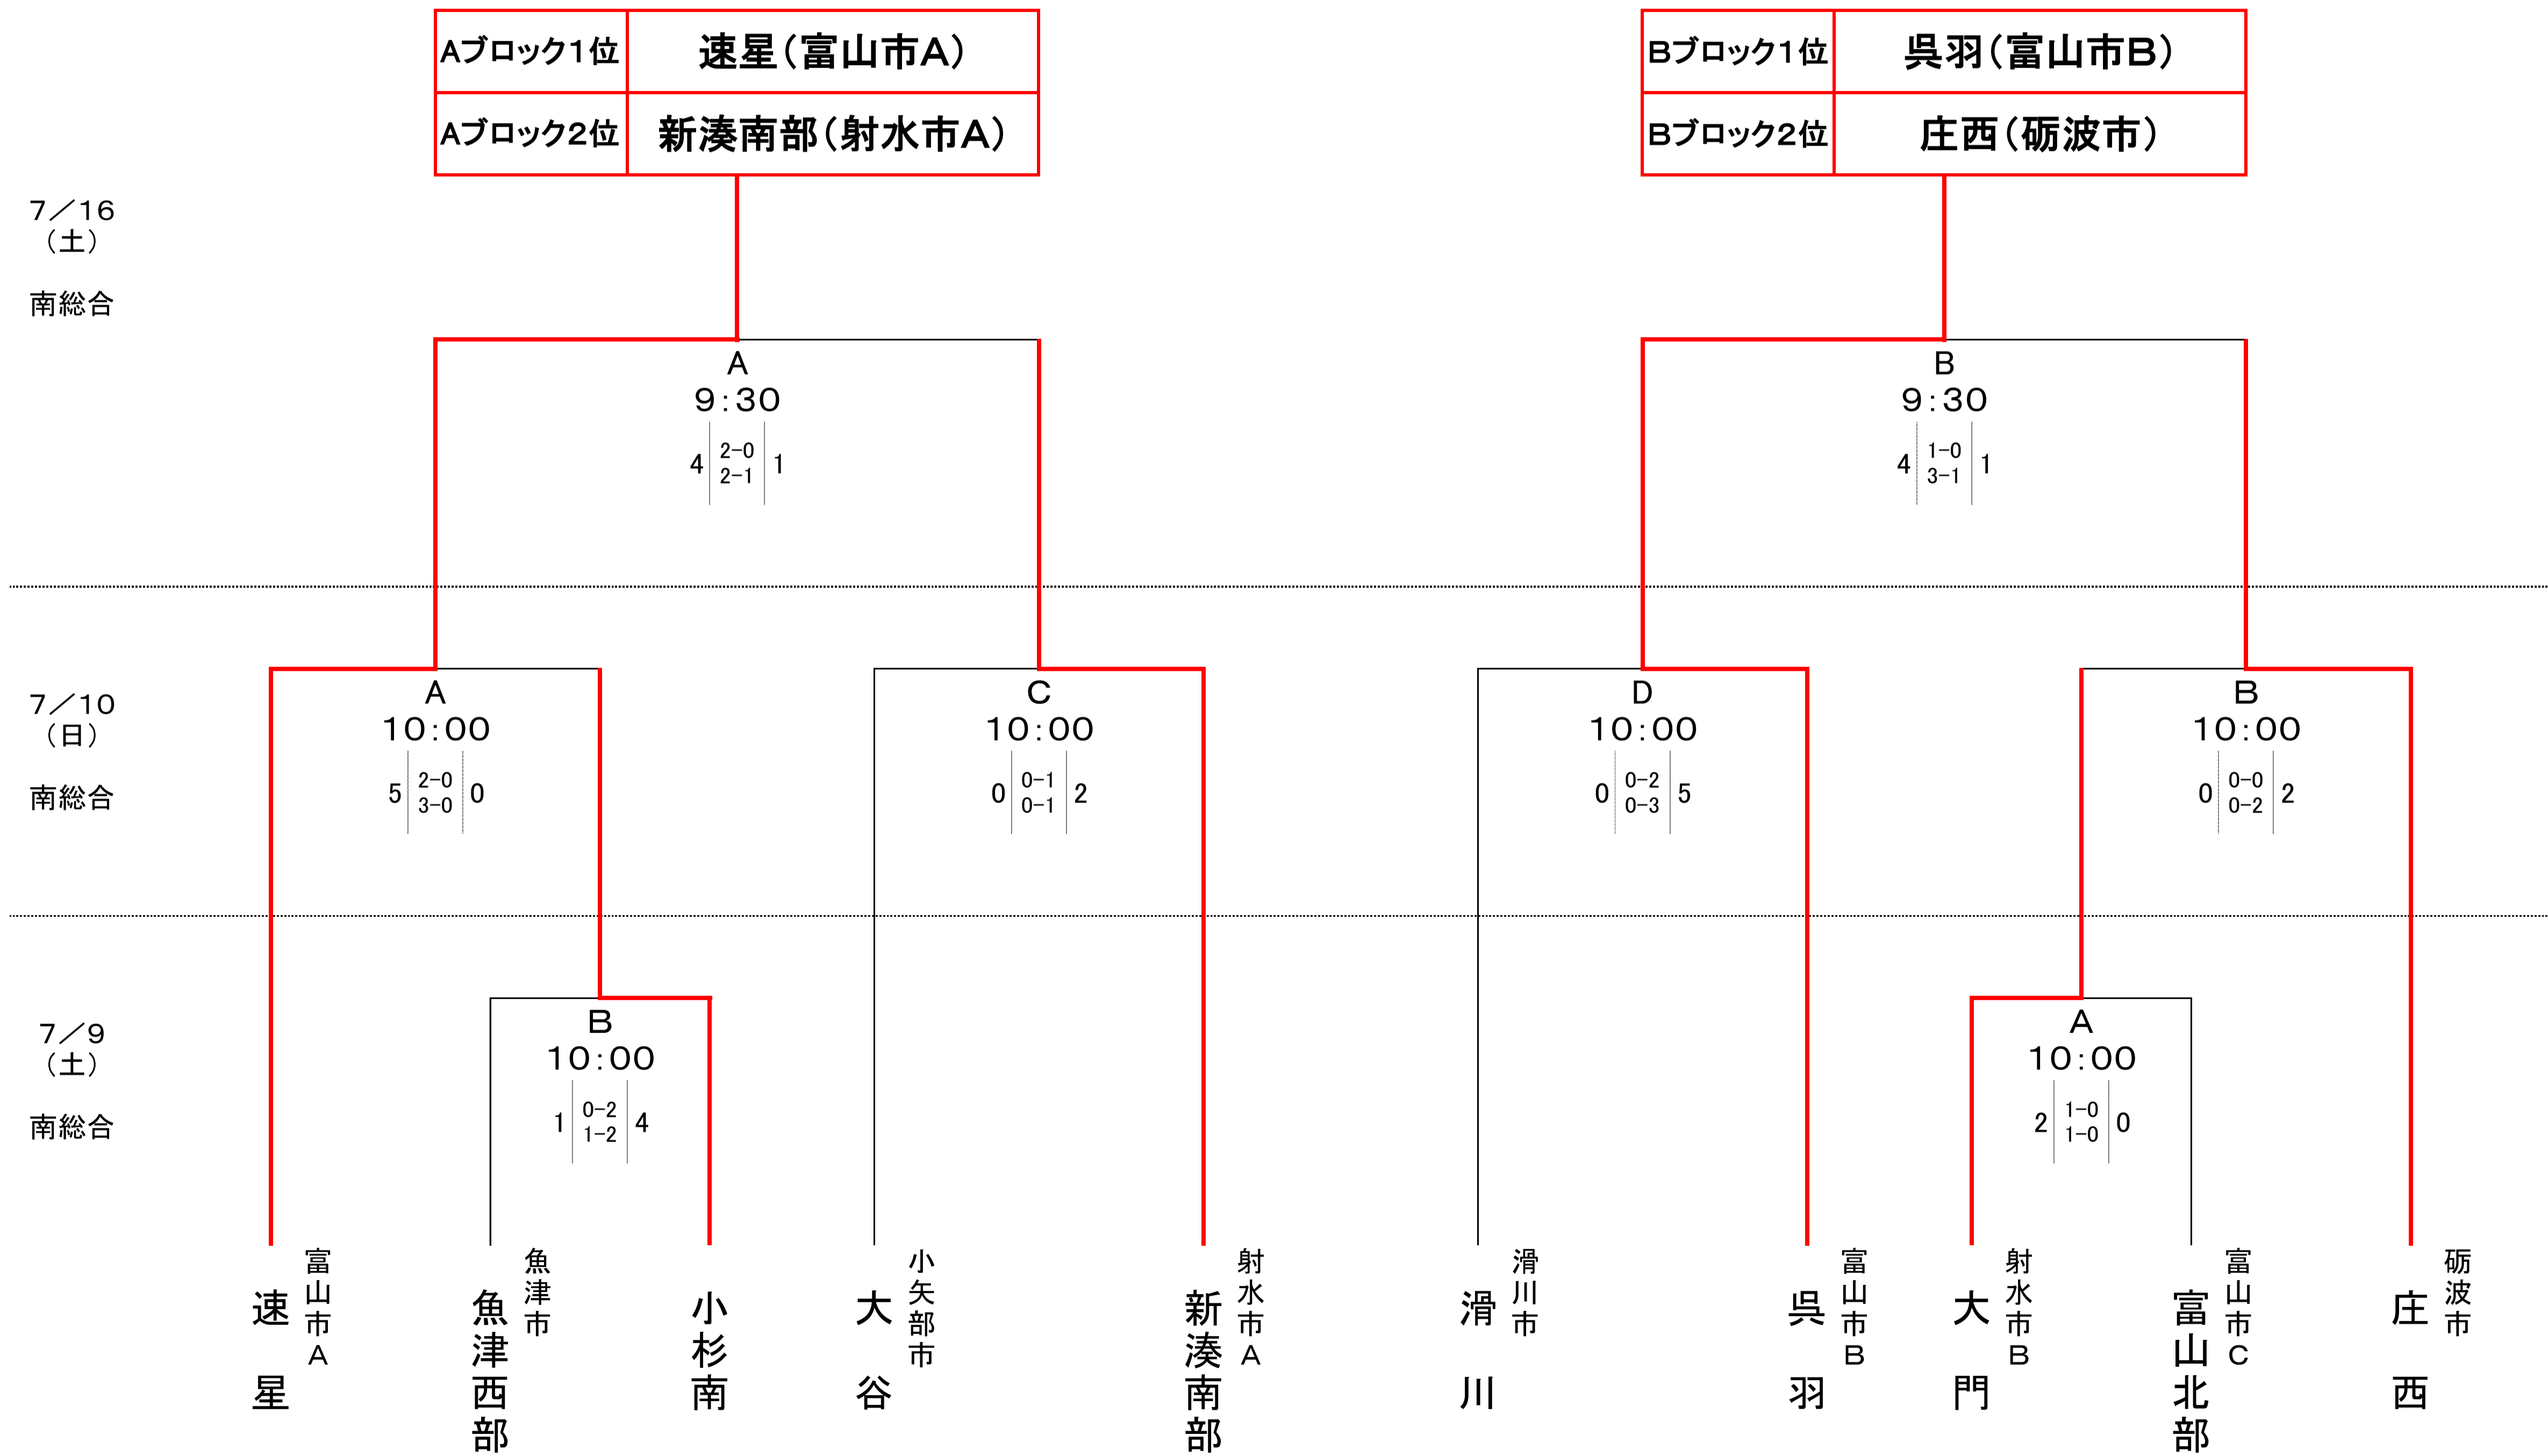 Aブロック1位 速星(富山市A)
Aブロック2位 新湊南部(射水市A)
Bブロック1位 呉羽(富山市B)
Bブロック2位 庄西(砺波市)
7/16
(土)
南総合
A
9:30
4 2-0 1
2-1
B
9:30
4 1-0 1
3-1
7/10
(日)
南総合
A
10:00
5 2-0 0
3-0
C
10:00
0 0-1 2
0-1
D
10:00
0 0-2 5
0-3
B
10:00
0 0-0 2
0-2
7/9
(土)
南総合
B
10:00
1 0-2 4
1-2
A
10:00
2 1-0 0
1-0
速星
富山市A
魚津西部
魚津市
小杉南
大谷
小矢部市
新湊南部
射水市A
滑川
滑川市
呉羽
富山市B
大門
射水市B
富山北部
富山市C
庄西
砺波市